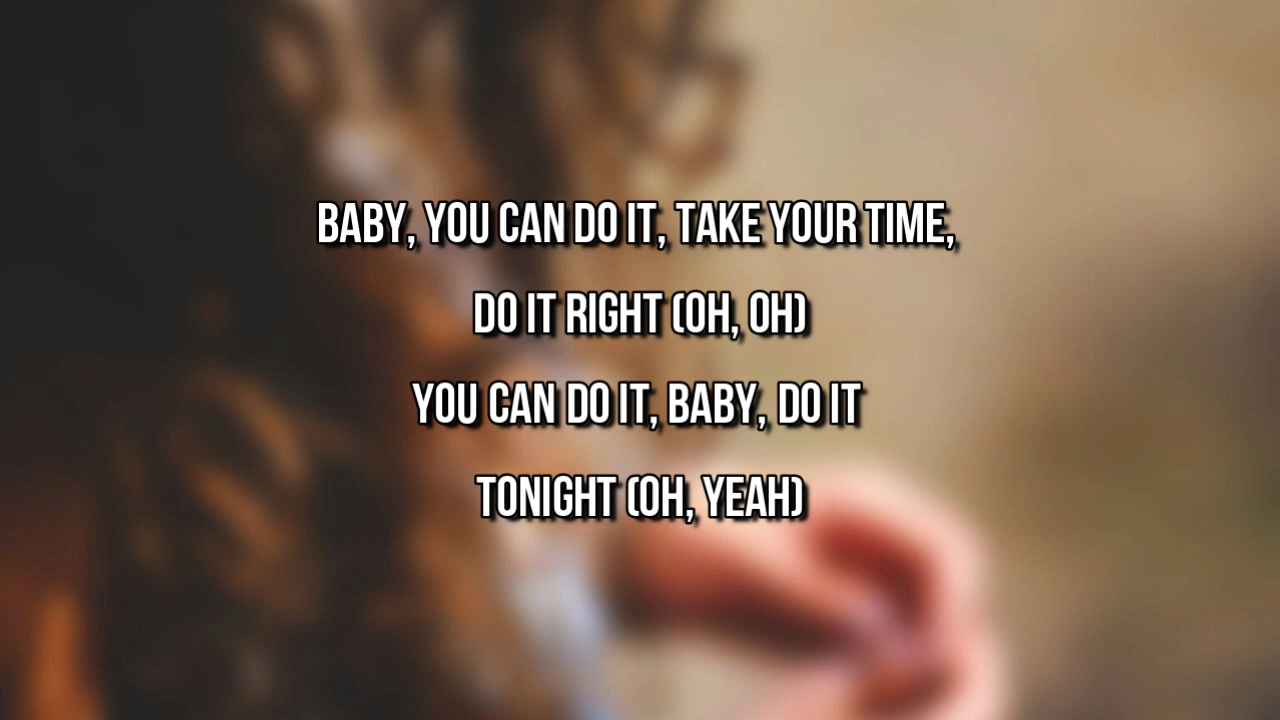 BABY, YOU CAN DO IT, TAKE YOUR TIME,
DO IT RIGHT (OH, OH)
YOU CAN DO IT, BABY, DO IT
TONIGHT (OH, YEAH)